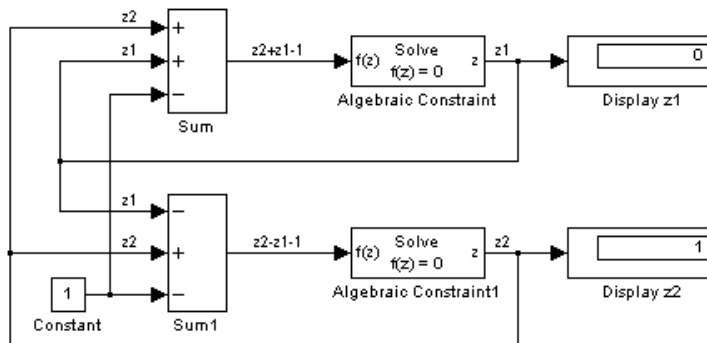 z2
z1
+
+
−
Sum
z2+z1-1
f(z)
Solve
f(z) = 0
z
Algebraic Constraint
z1
0
Display z1
z1
z2
−
+
−
Sum1
z2-z1-1
f(z)
Solve
f(z) = 0
z
Algebraic Constraint1
z2
1
Display z2
1
Constant